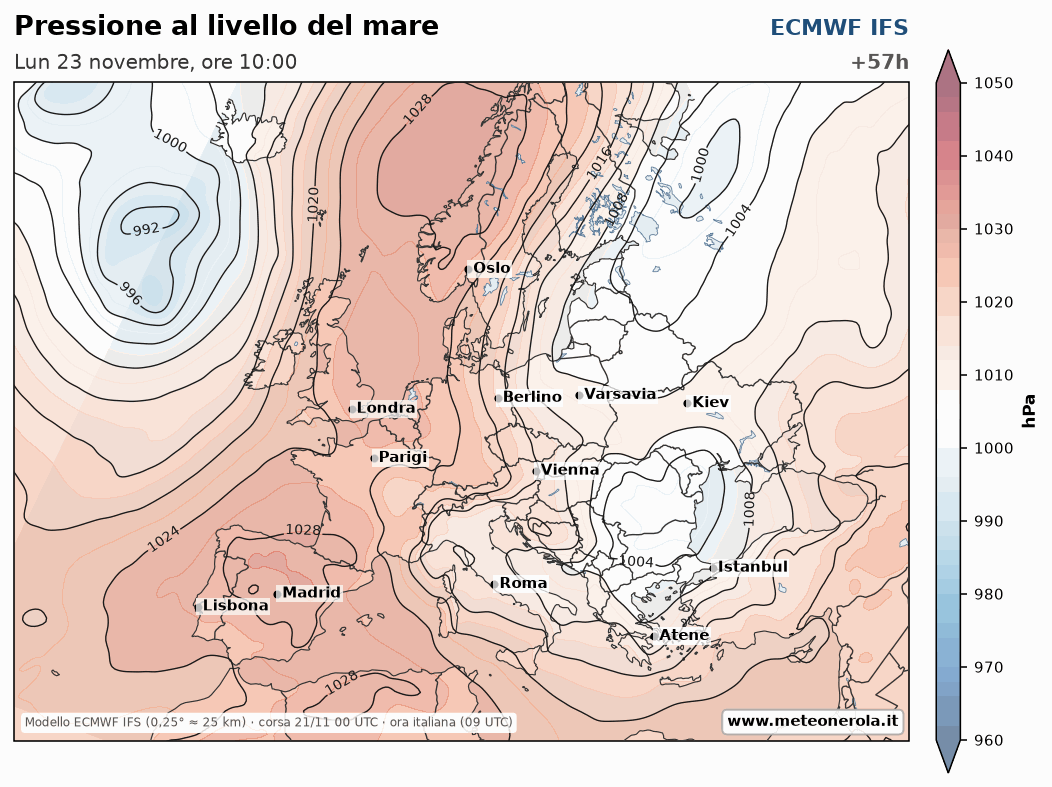 Pressione al livello del mare
ECMWF IFS
Lun 23 novembre, ore 10:00
+57h
1028
1000
1020
1016
1008
1000
1004
992
996
Oslo
Londra
Berlino
Varsavia
Kiev
Parigi
Vienna
1024
1028
1008
1004
Istanbul
Roma
Madrid
Lisbona
Atene
1028
Modello ECMWF IFS (0,25° ≈ 25 km) · corsa 21/11 00 UTC · ora italiana (09 UTC)
www.meteonerola.it
1050
1040
1030
1020
1010
1000
990
980
970
960
hPa